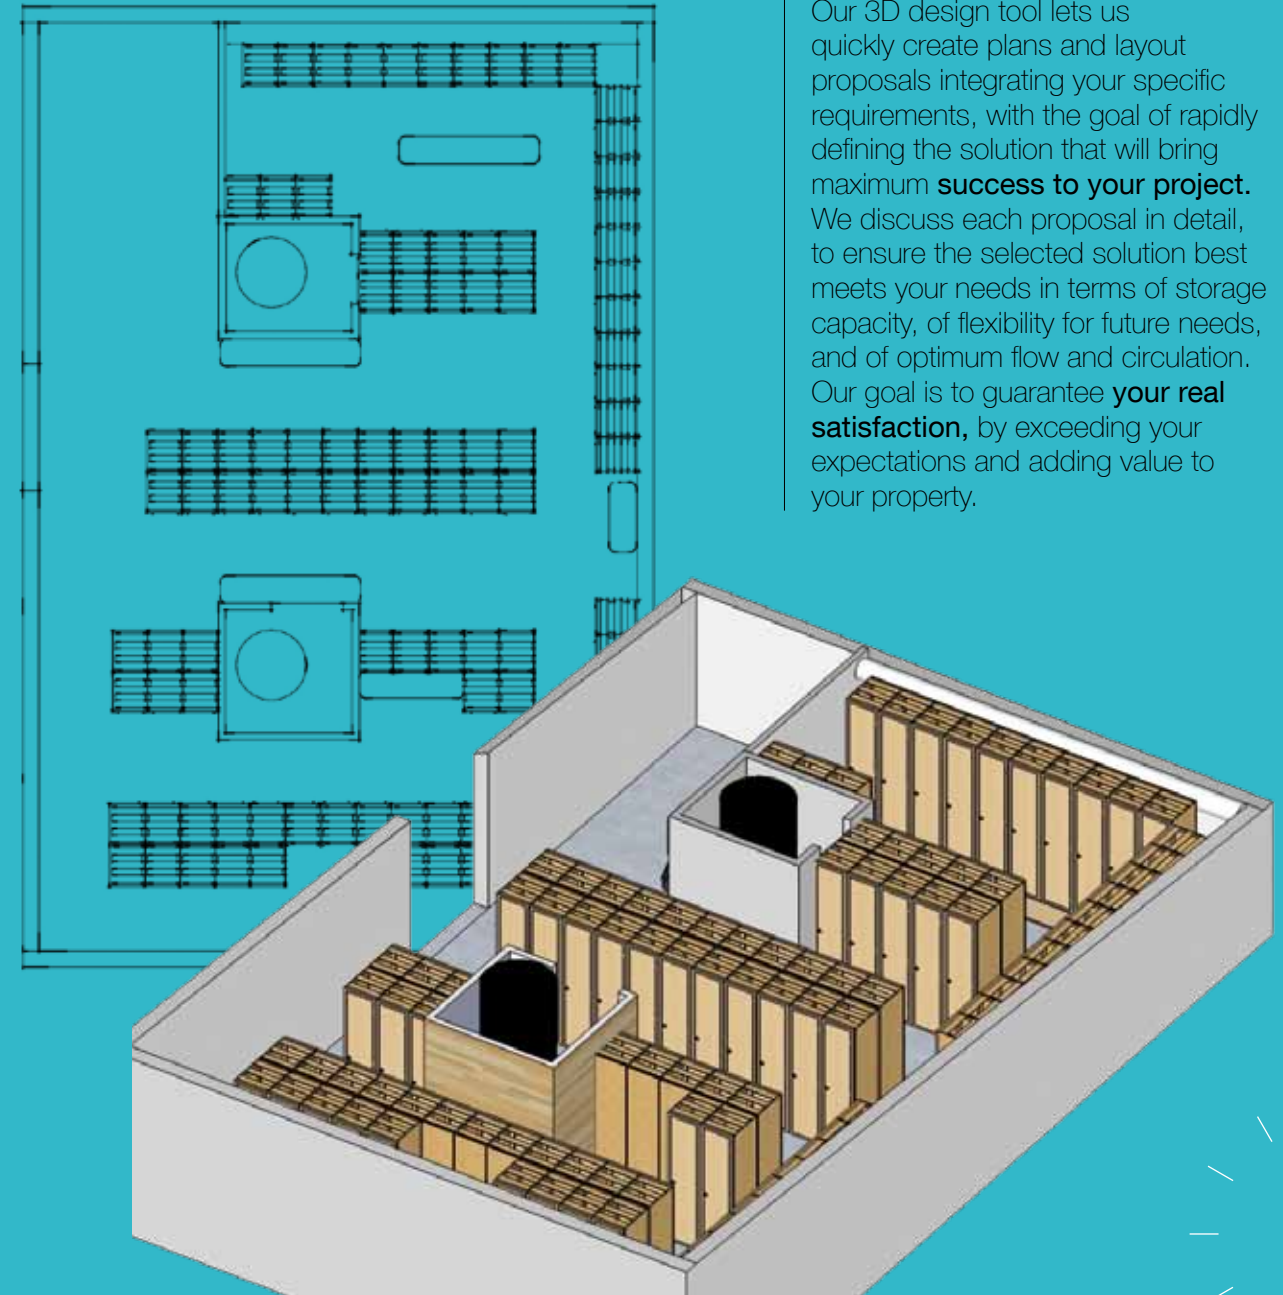 Our 3D design tool lets us
quickly create plans and layout
proposals integrating your specific
requirements, with the goal of rapidly
defining the solution that will bring
maximum success to your project.
We discuss each proposal in detail,
to ensure the selected solution best
meets your needs in terms of storage
capacity, of flexibility for future needs,
and of optimum flow and circulation.
Our goal is to guarantee your real
satisfaction, by exceeding your
expectations and adding value to
your property.